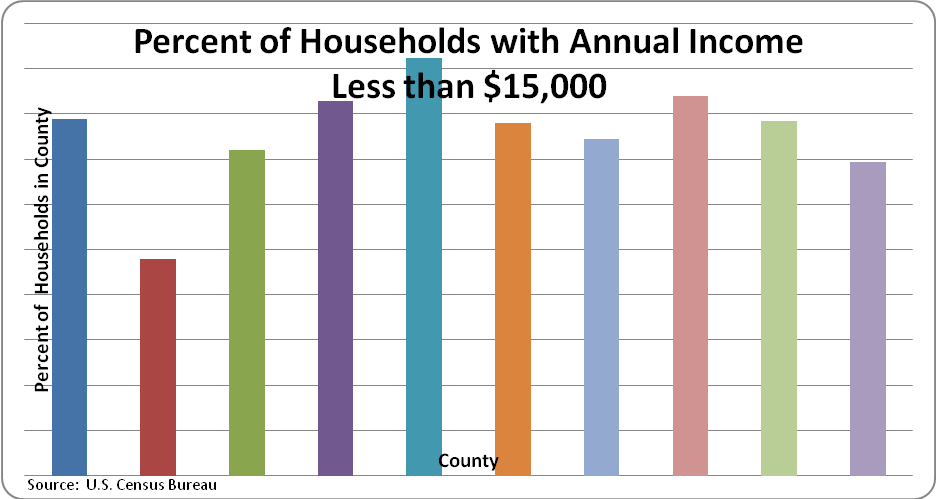 Percent of Households with Annual Income
Less than $15,000
Percent of  Households in County
County
Source:  U.S. Census Bureau